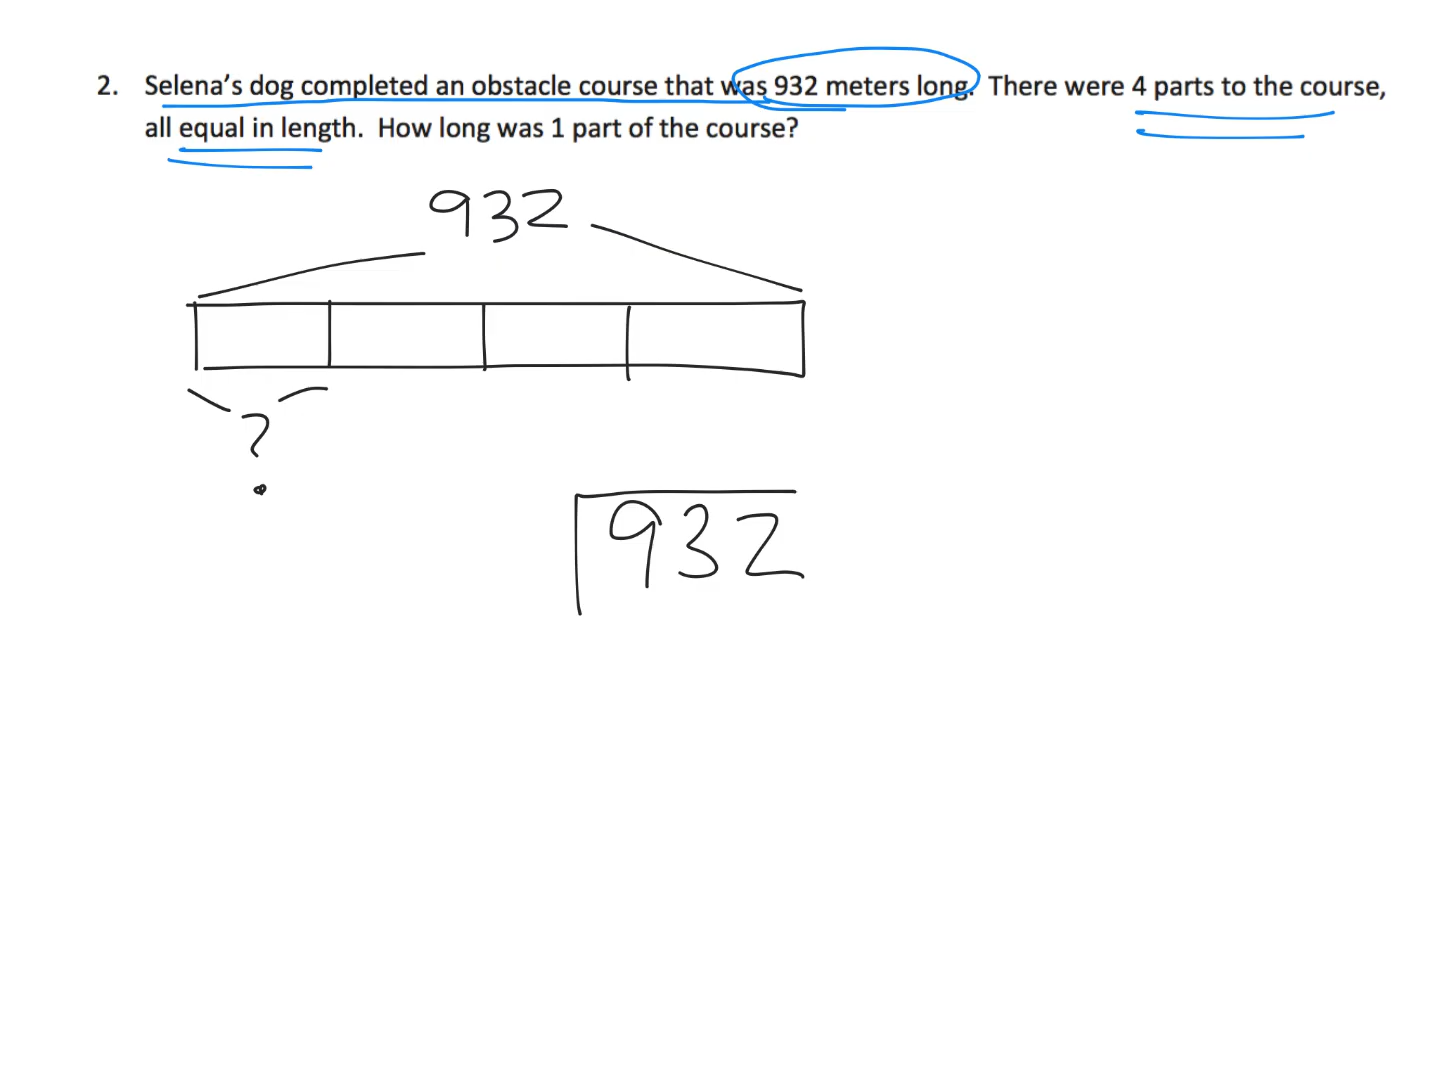 2. Selena's dog completed an obstacle course that was 932 meters long. There were 4 parts to the course,
all equal in length. How long was 1 part of the course?
932
?
932